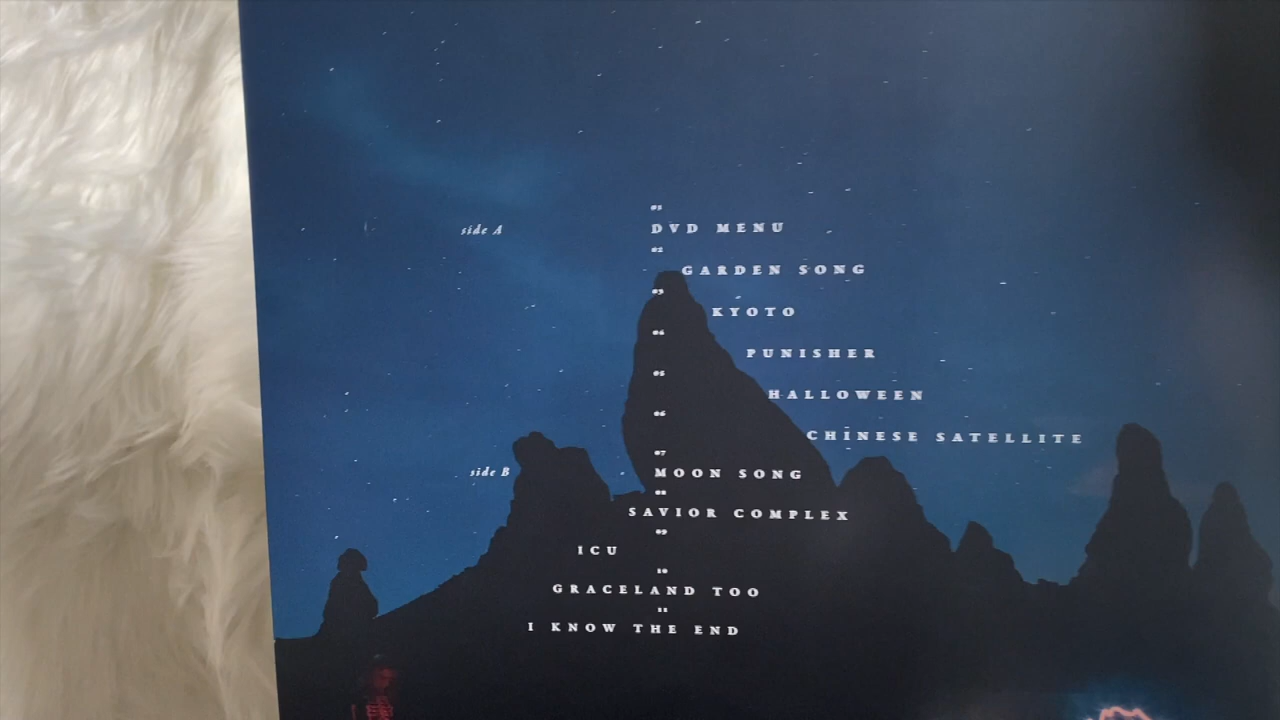 01
side A
DVD MENU
02
GARDEN SONG
03
KYOTO
04
PUNISHER
05
HALLOWEEN
06
CHINESE SATELLITE
07
side B
MOON SONG
08
SAVIOR COMPLEX
09
ICU
10
GRACELAND TOO
11
I KNOW THE END